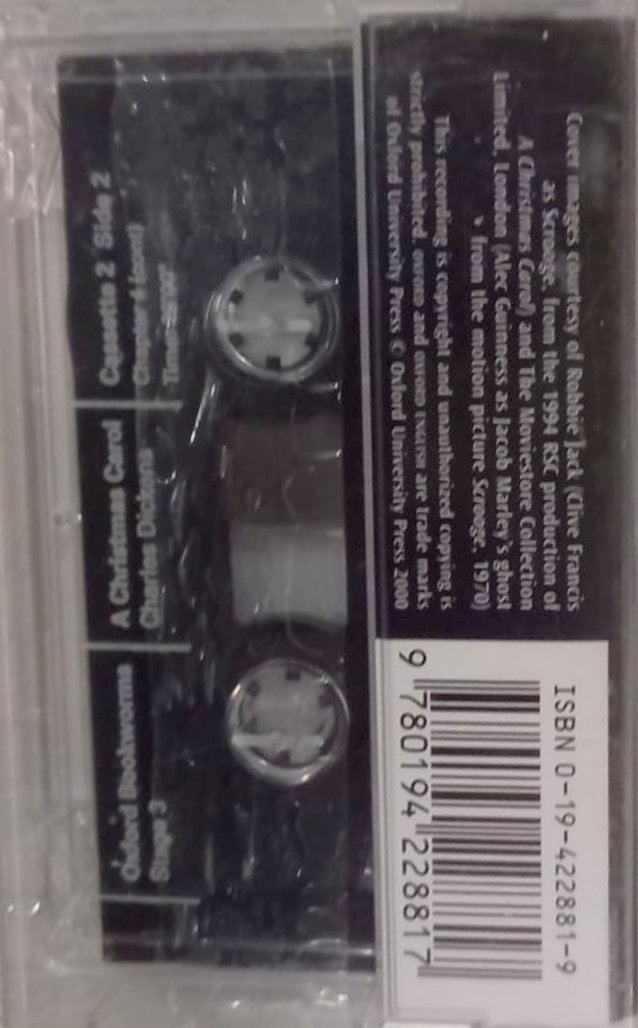 Cover images courtesy of Robbie Jack (Clive Francis
as Scrooge, from the 1994 RSC production of
A Christmas Carol) and The Moviestore Collection
Limited, London (Alec Guinness as Jacob Marley's ghost
from the motion picture Scrooge, 1970)
This recording is copyright and unauthorized copying is
strictly prohibited. OXFORD and OXFORD ENGLISH are trade marks
of Oxford University Press © Oxford University Press 2000
ISBN 0-19-422881-9
9 780194 228817
Oxford Bookworms
Stage 3
A Christmas Carol
Charles Dickens
Cassette 2 Side 2
Chapter 4 (cont)